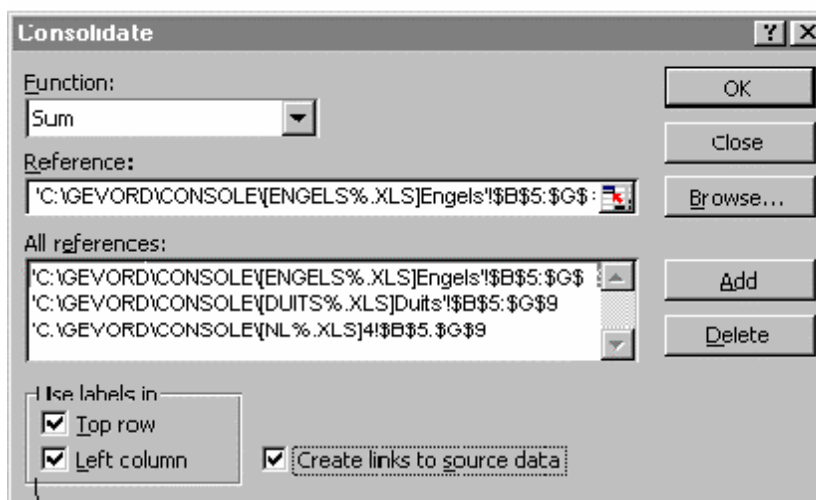 Consolidate
Function:
Sum
OK
Close
Reference:
'C:\GEVORD\CONSOLE\[ENGELS%.XLS]Engels'!$B$5:$G$
Browse...
All references:
'C:\GEVORD\CONSOLE\[ENGELS%.XLS]Engels'!$B$5:$G$
'C:\GEVORD\CONSOLE\[DUITS%.XLS]Duits'!$B$5:$G$9
'C:\GEVORD\CONSOLE\[NL%.XLS]4!$B$5:$G$9
Add
Delete
Use labels in
Top row
Left column
Create links to source data